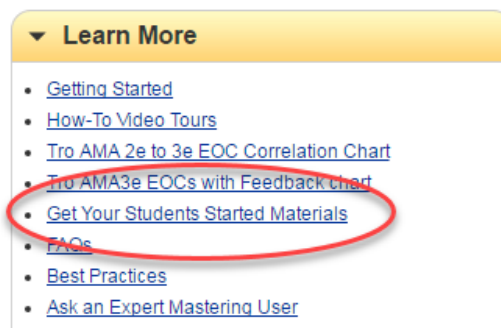 Learn More
Getting Started
How-To Video Tours
Tro AMA 2e to 3e EOC Correlation Chart
Tro AMA3e EOCs with Feedback chart
Get Your Students Started Materials
FAQs
Best Practices
Ask an Expert Mastering User